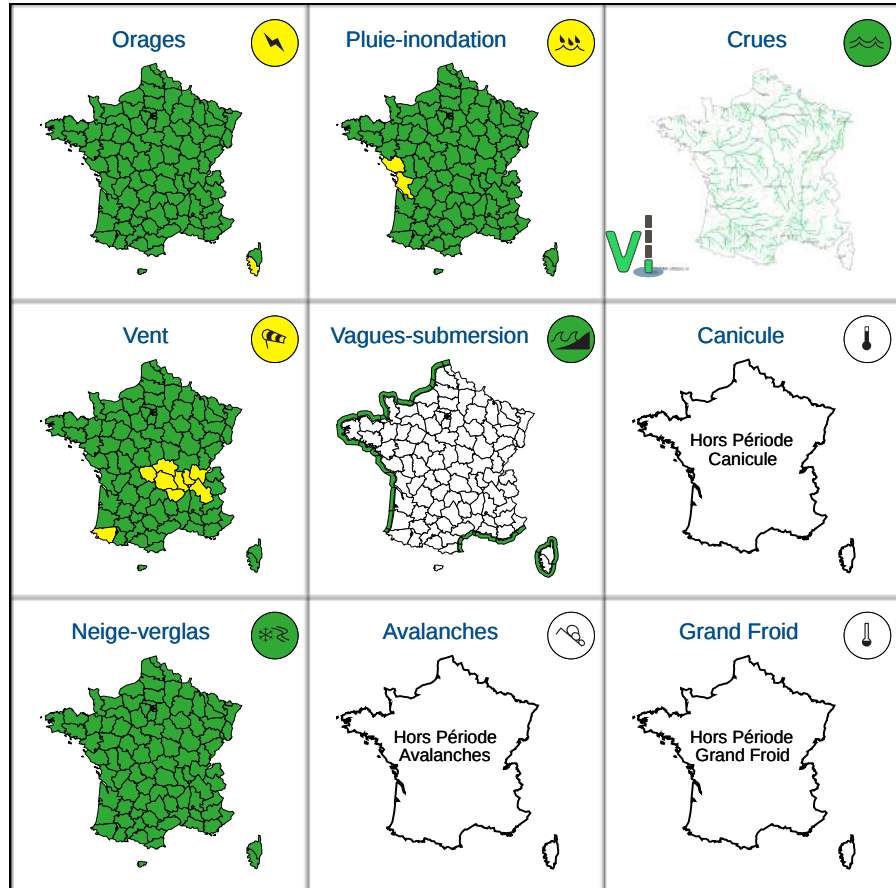 Orages
Pluie-inondation
Crues
Vent
Vagues-submersion
Canicule
Hors Période
Canicule
Neige-verglas
Avalanches
Hors Période
Avalanches
Grand Froid
Hors Période
Grand Froid